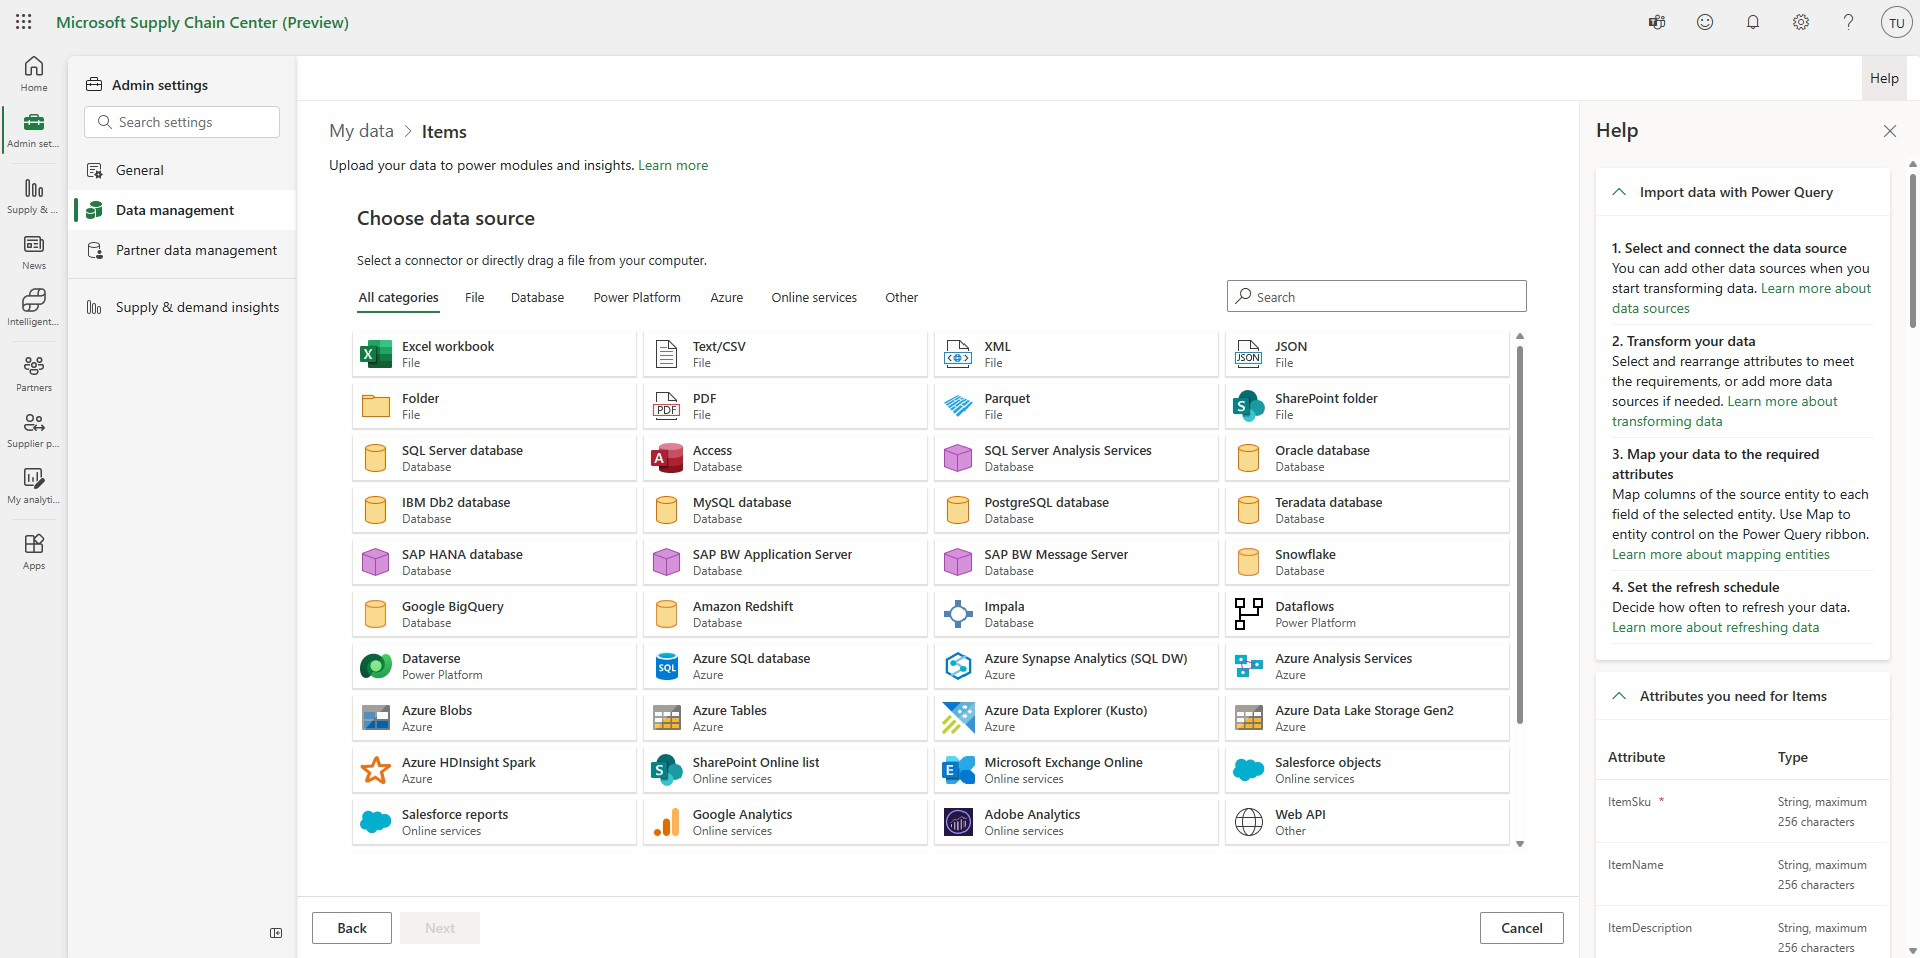 Microsoft Supply Chain Center (Preview)
TU
Home
Admin set...
Supply & ...
News
Intelligent...
Partners
Supplier p...
My analyti...
Apps
Admin settings
Search settings
General
Data management
Partner data management
Supply & demand insights
Help
My data > Items
Upload your data to power modules and insights. Learn more
Choose data source
Select a connector or directly drag a file from your computer.
All categories File Database Power Platform Azure Online services Other
Search
Excel workbook
File
Text/CSV
File
XML
File
JSON
JSON
File
Folder
File
PDF
PDF
File
Parquet
File
SharePoint folder
File
SQL Server database
Database
Access
Database
SQL Server Analysis Services
Database
Oracle database
Database
IBM Db2 database
Database
MySQL database
Database
PostgreSQL database
Database
Teradata database
Database
SAP HANA database
Database
SAP BW Application Server
Database
SAP BW Message Server
Database
Snowflake
Database
Google BigQuery
Database
Amazon Redshift
Database
Impala
Database
Dataflows
Power Platform
Dataverse
Power Platform
SQL
Azure SQL database
Azure
Azure Synapse Analytics (SQL DW)
Azure
Azure Analysis Services
Azure
Azure Blobs
Azure
Azure Tables
Azure
Azure Data Explorer (Kusto)
Azure
Azure Data Lake Storage Gen2
Azure
Azure HDInsight Spark
Azure
SharePoint Online list
Online services
Microsoft Exchange Online
Online services
Salesforce objects
Online services
Salesforce reports
Online services
Google Analytics
Online services
Adobe Analytics
Online services
Web API
Other
Back
Next
Cancel
Help
Import data with Power Query
1. Select and connect the data source
You can add other data sources when you
start transforming data. Learn more about
data sources
2. Transform your data
Select and rearrange attributes to meet
the requirements, or add more data
sources if needed. Learn more about
transforming data
3. Map your data to the required
attributes
Map columns of the source entity to each
field of the selected entity. Use Map to
entity control on the Power Query ribbon.
Learn more about mapping entities
4. Set the refresh schedule
Decide how often to refresh your data.
Learn more about refreshing data
Attributes you need for Items
Attribute Type
ItemSku * String, maximum
256 characters
ItemName String, maximum
256 characters
ItemDescription String, maximum
256 characters